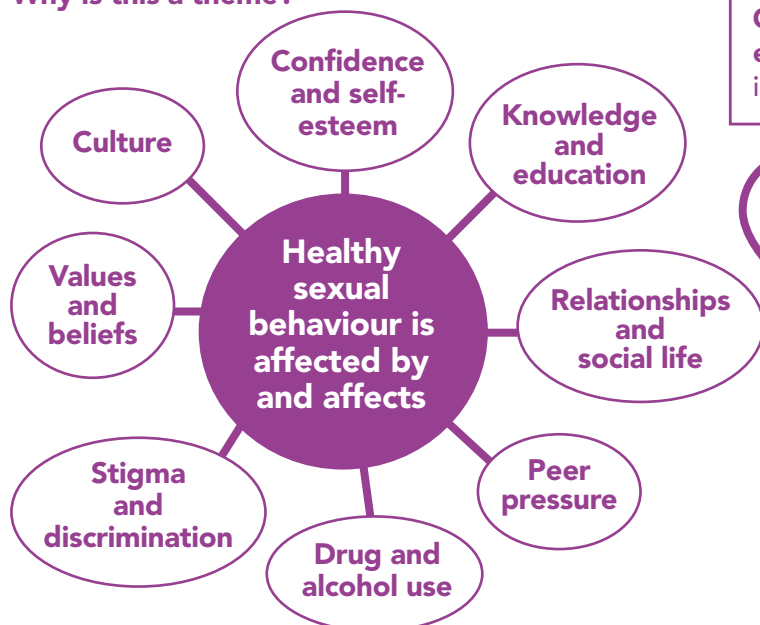 Why is this a theme?
Confidence
and self-
esteem
Knowledge
and
education
Culture
Values
and
beliefs
Healthy
sexual
behaviour is
affected by
and affects
Relationships
and
social life
Stigma
and
discrimination
Peer
pressure
Drug and
alcohol use